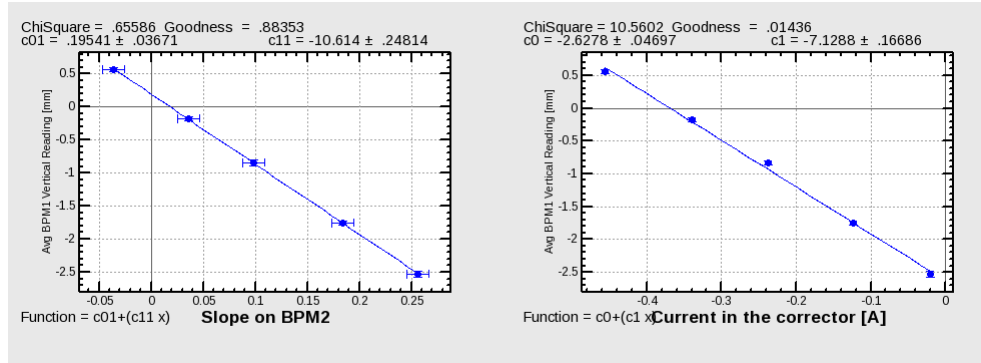 ChiSquare = .65586 Goodness = .88353
c01 = .19541 ± .03671 c11 = -10.614 ± .24814
Avg BPM1 Vertical Reading [mm]
0.5
0
-0.5
-1
-1.5
-2
-2.5
-0.05 0 0.05 0.1 0.15 0.2 0.25
Function = c01+(c11 x) Slope on BPM2
ChiSquare = 10.5602 Goodness = .01436
c0 = -2.6278 ± .04697 c1 = -7.1288 ± .16686
Avg BPM1 Vertical Reading [mm]
0.5
0
-0.5
-1
-1.5
-2
-2.5
-0.4 -0.3 -0.2 -0.1 0
Function = c0+(c1 x) Current in the corrector [A]